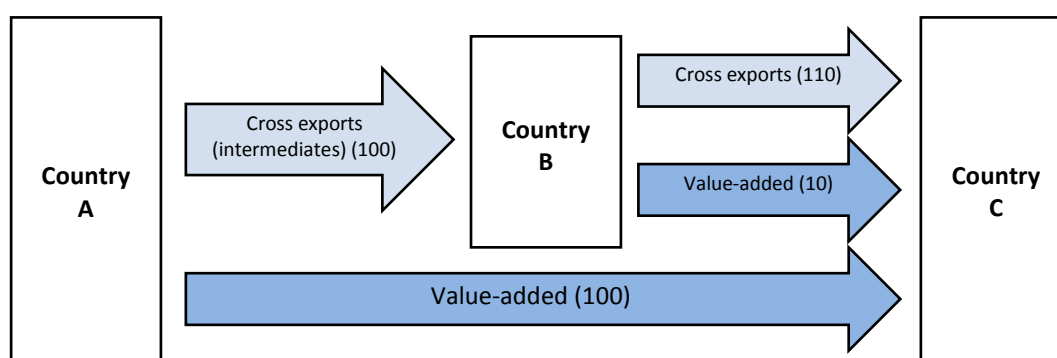 Country
A
Cross exports
(intermediates) (100)
Country
B
Cross exports (110)
Value-added (10)
Value-added (100)
Country
C